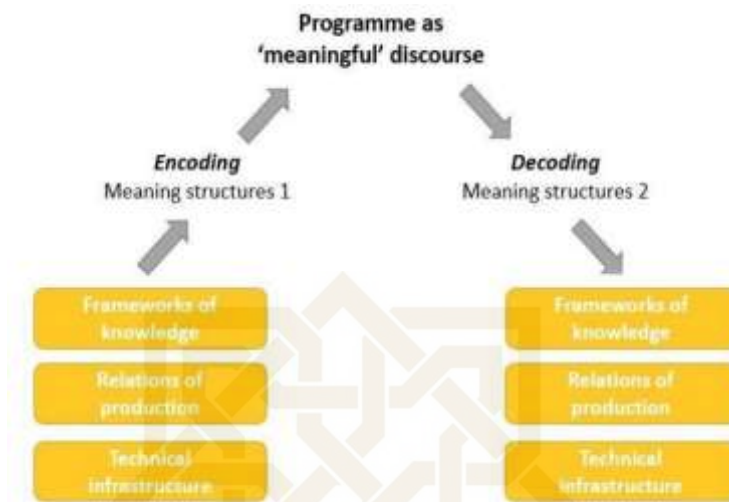 Programme as
'meaningful' discourse
Encoding
Meaning structures 1
Decoding
Meaning structures 2
Frameworks of
knowledge
Relations of
production
Technical
infrastructure
Frameworks of
knowledge
Relations of
production
Technical
infrastructure